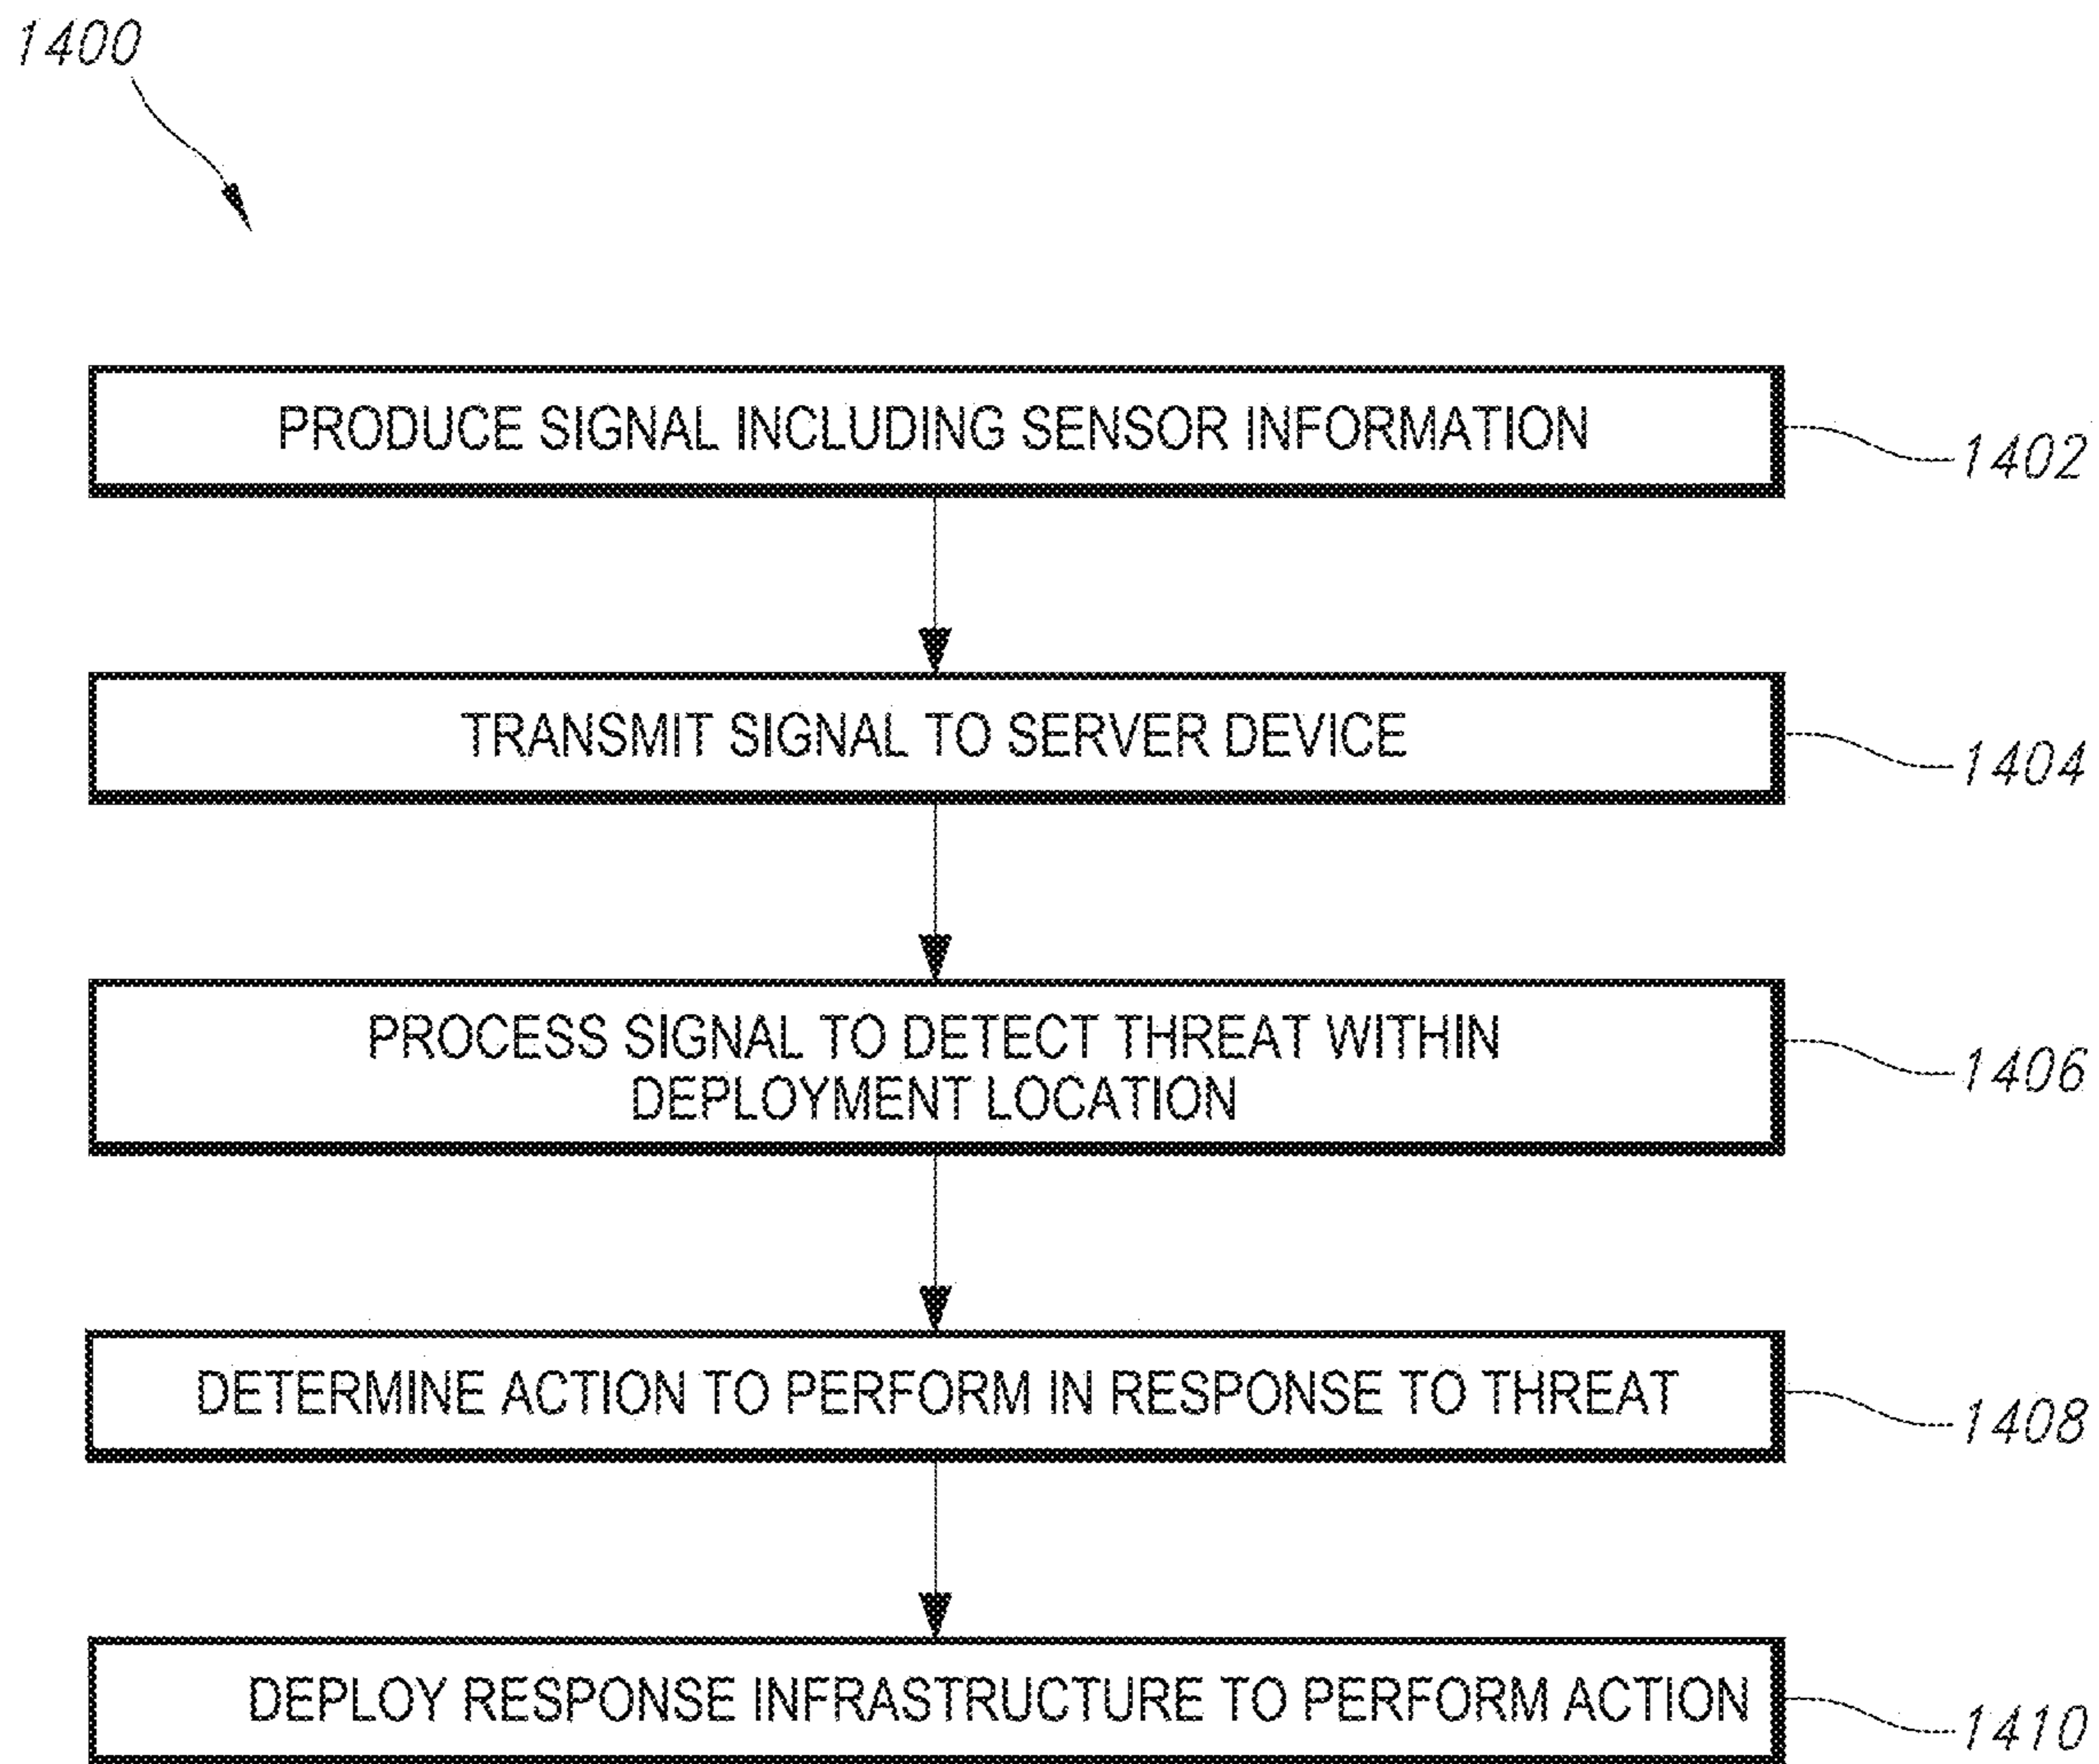 1400
PRODUCE SIGNAL INCLUDING SENSOR INFORMATION
1402
TRANSMIT SIGNAL TO SERVER DEVICE
1404
PROCESS SIGNAL TO DETECT THREAT WITHIN
DEPLOYMENT LOCATION
1406
DETERMINE ACTION TO PERFORM IN RESPONSE TO THREAT
1408
DEPLOY RESPONSE INFRASTRUCTURE TO PERFORM ACTION
1410